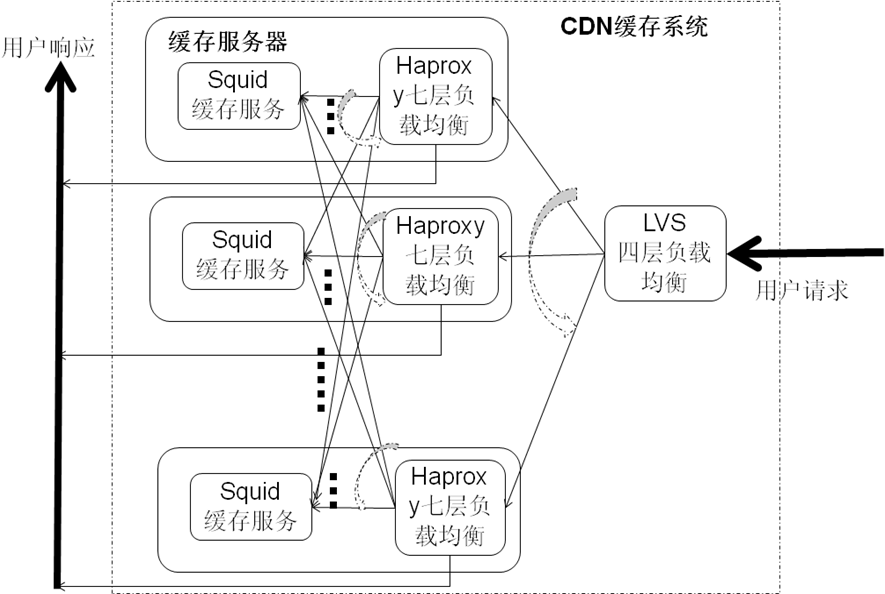 CDN缓存系统
用户响应
缓存服务器
Squid
缓存服务
Haprox
y七层负
载均衡
Squid
缓存服务
Haproxy
七层负
载均衡
LVS
四层负载
均衡
用户请求
Squid
缓存服务
Haprox
y七层负
载均衡